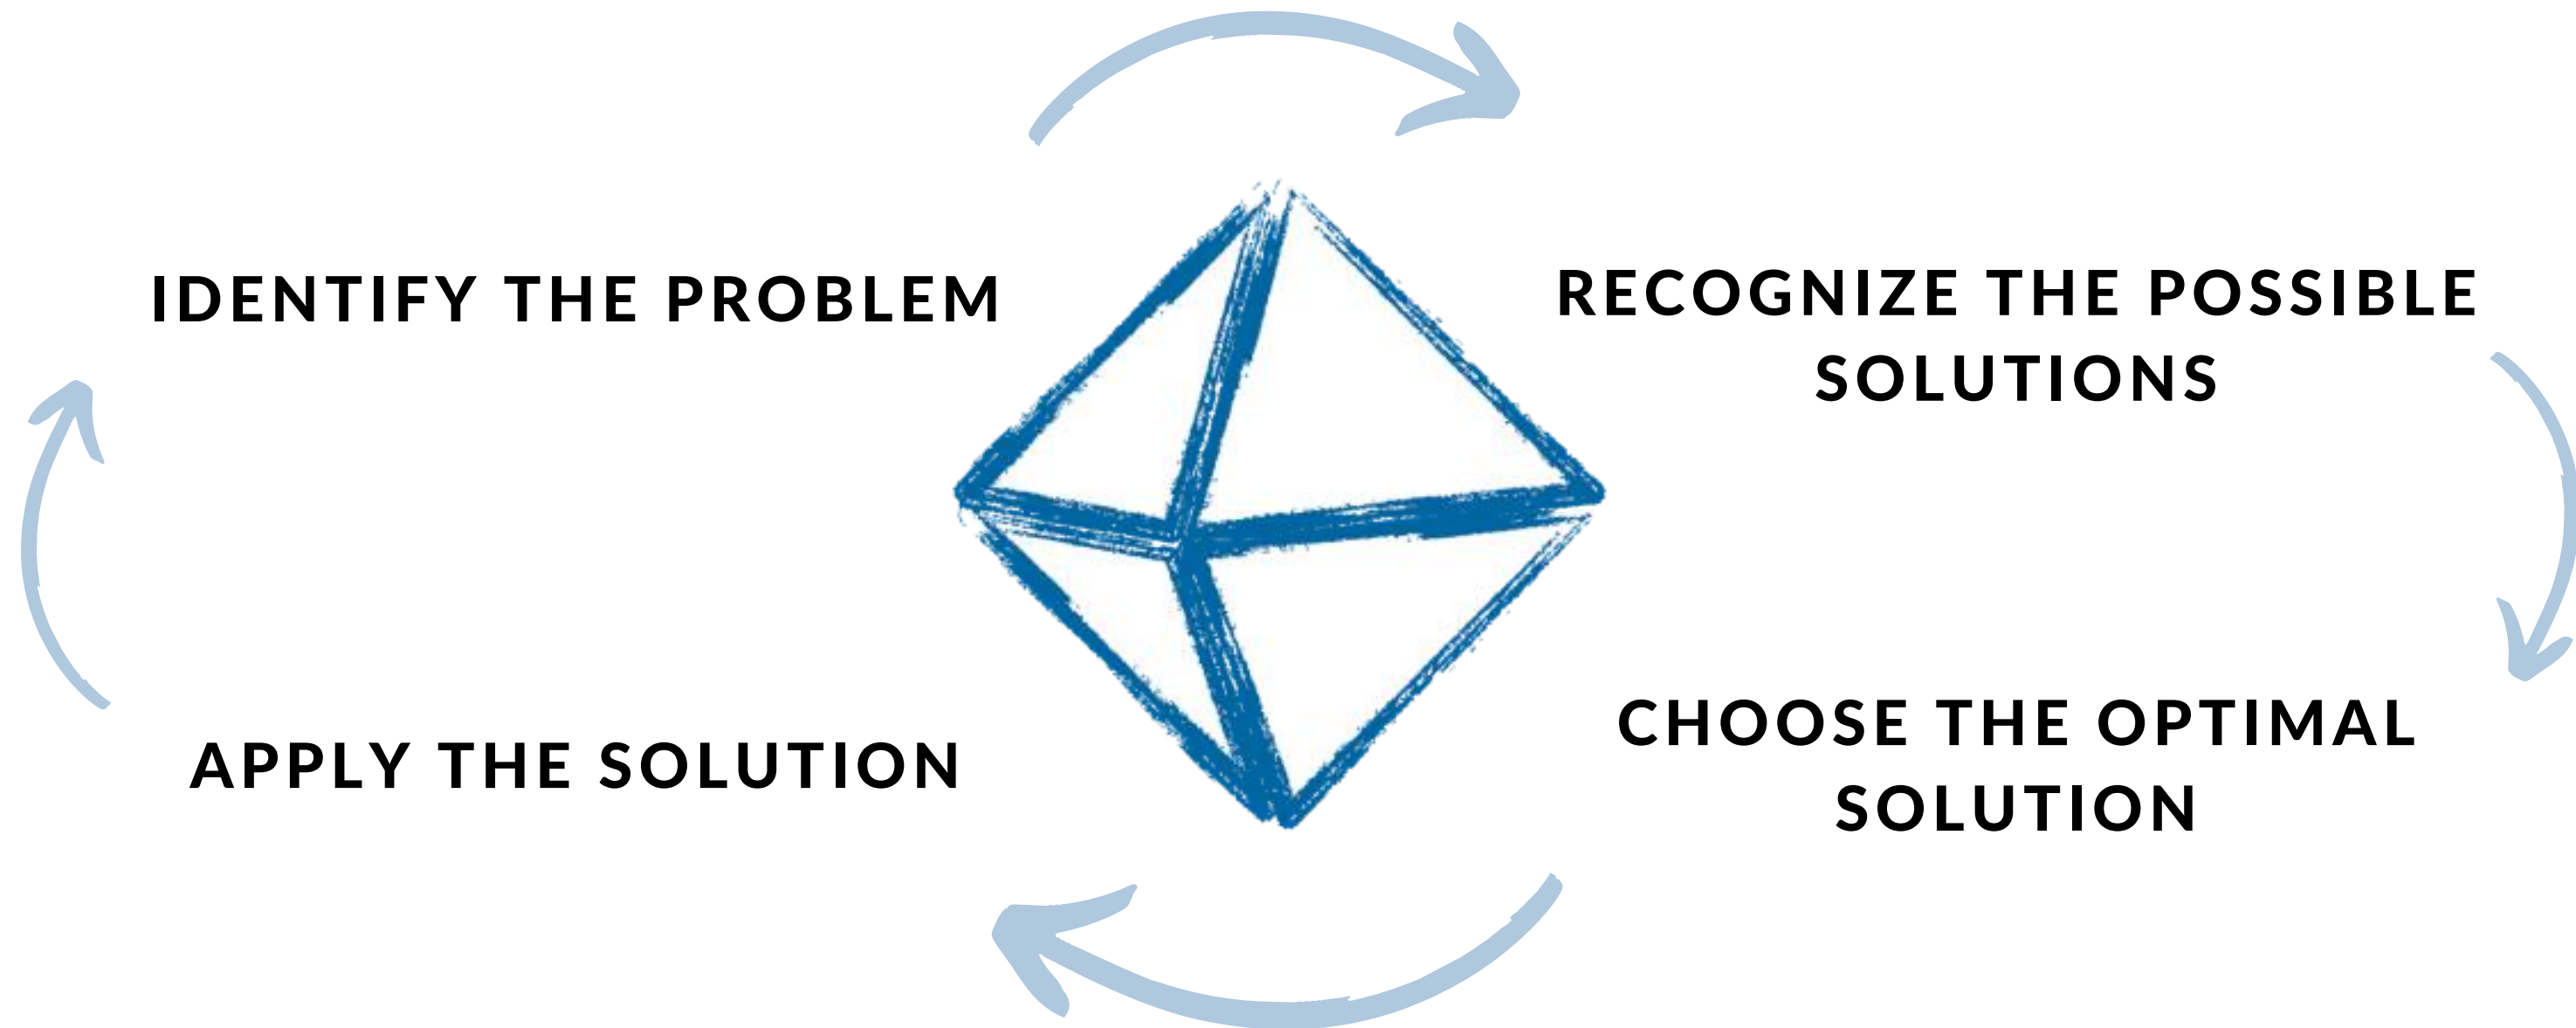 IDENTIFY THE PROBLEM
RECOGNIZE THE POSSIBLE
SOLUTIONS
CHOOSE THE OPTIMAL
SOLUTION
APPLY THE SOLUTION